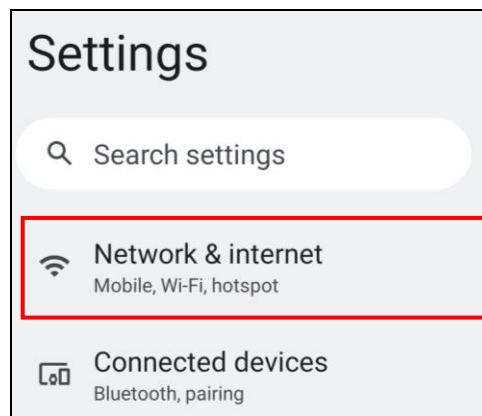 Settings
Search settings
Network & internet
Mobile, Wi-Fi, hotspot
Connected devices
Bluetooth, pairing